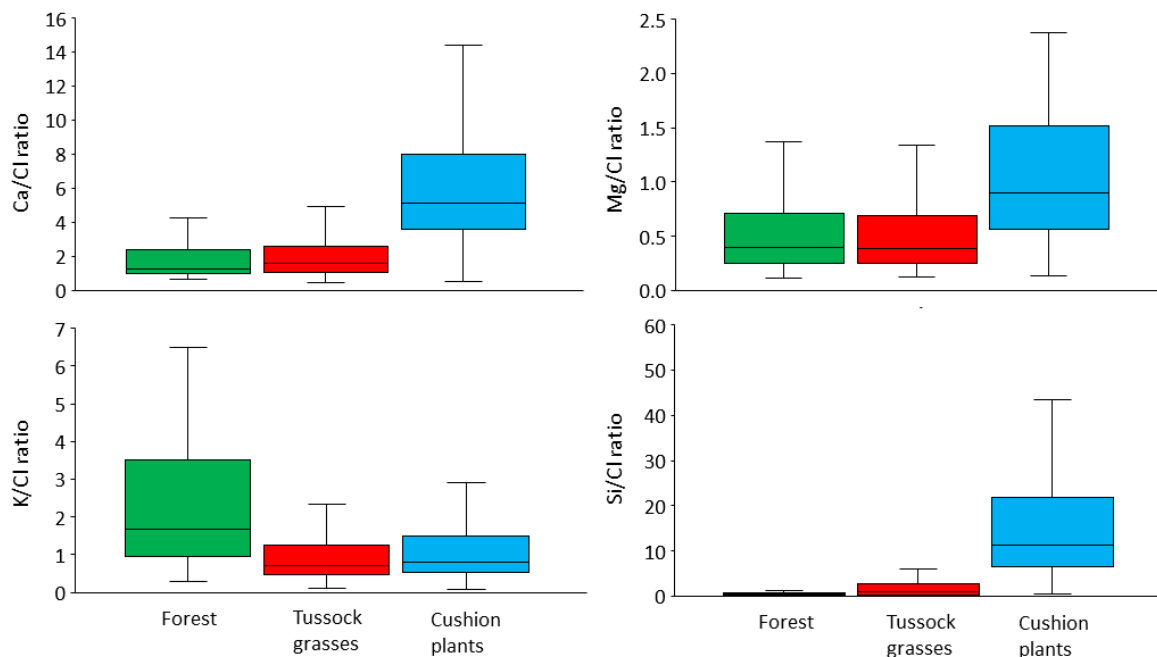 Ca/Cl ratio
16
14
12
10
8
6
4
2
0
Mg/Cl ratio
2.5
2.0
1.5
1.0
0.5
0.0
K/Cl ratio
7
6
5
4
3
2
1
0
Forest
Tussock
grasses
Cushion
plants
Si/Cl ratio
60
50
40
30
20
10
0
Forest
Tussock
grasses
Cushion
plants